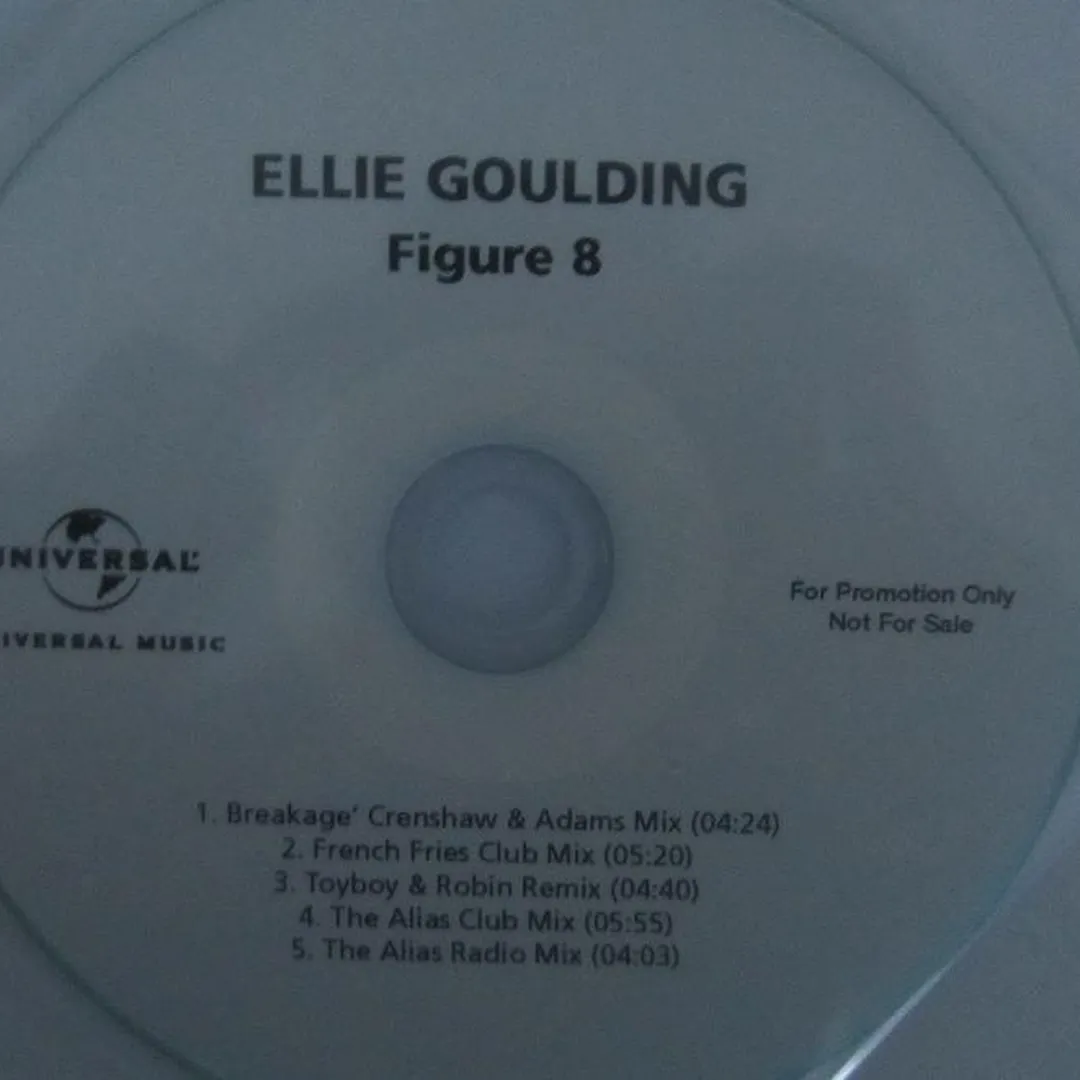 ELLIE GOULDING
Figure 8
UNIVERSAL
UNIVERSAL MUSIC
For Promotion Only
Not For Sale
1. Breakage' Crenshaw & Adams Mix (04:24)
2. French Fries Club Mix (05:20)
3. Toyboy & Robin Remix (04:40)
4. The Alias Club Mix (05:55)
5. The Alias Radio Mix (04:03)